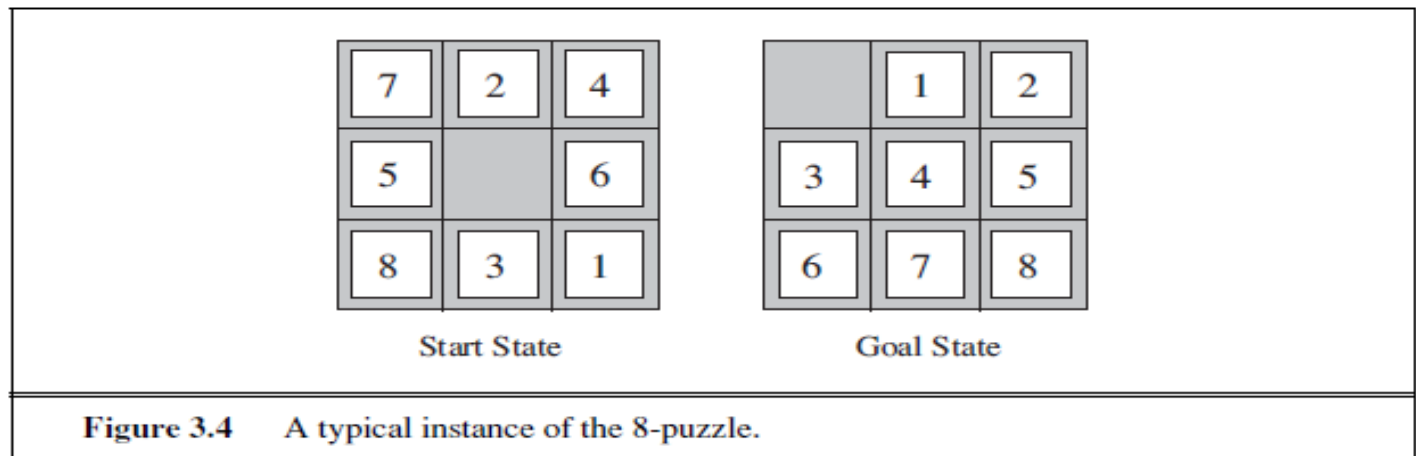 7 2 4 1 2
5 6 3 4 5
8 3 1 6 7 8
Start State Goal State
Figure 3.4 A typical instance of the 8-puzzle.